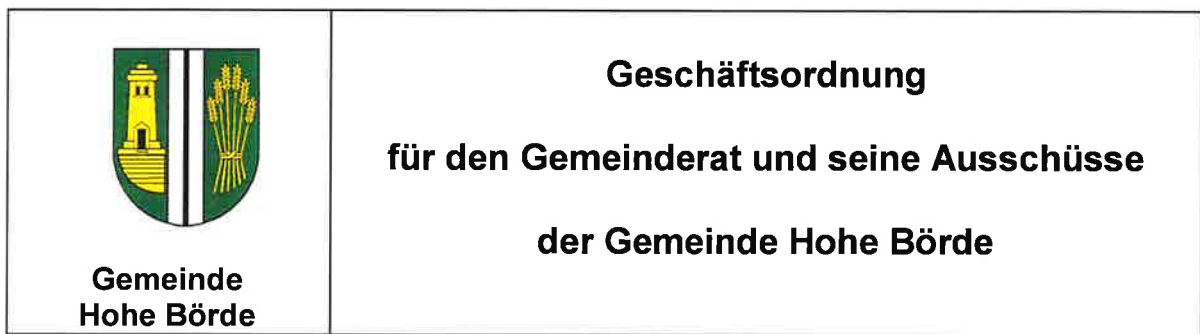 Gemeinde
Hohe Börde
Geschäftsordnung
für den Gemeinderat und seine Ausschüsse
der Gemeinde Hohe Börde